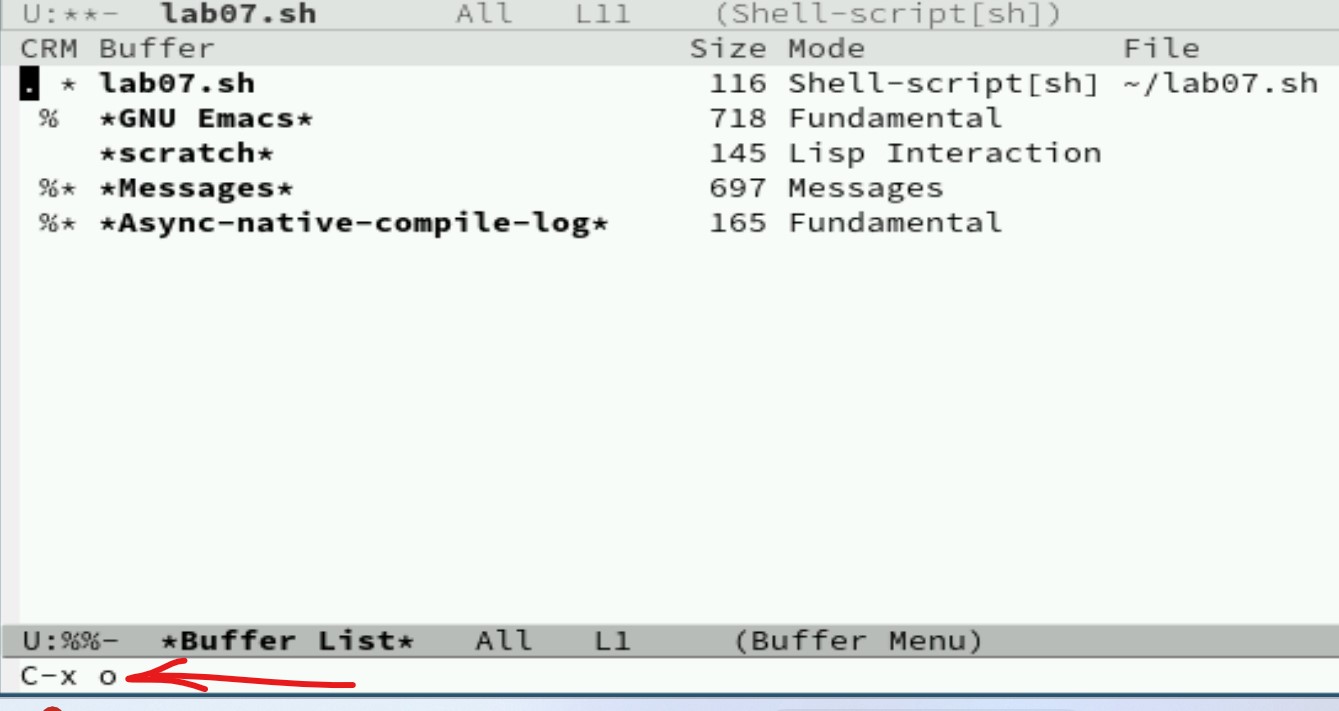 U:**-  lab07.sh       All   L11    (Shell-script[sh])
CRM Buffer                        Size Mode              File
. * lab07.sh                       116 Shell-script[sh] ~/lab07.sh
 %  *GNU Emacs*                    718 Fundamental
    *scratch*                      145 Lisp Interaction
 %* *Messages*                     697 Messages
 %* *Async-native-compile-log*     165 Fundamental
U:%%-  *Buffer List*   All   L1     (Buffer Menu)
C-x o